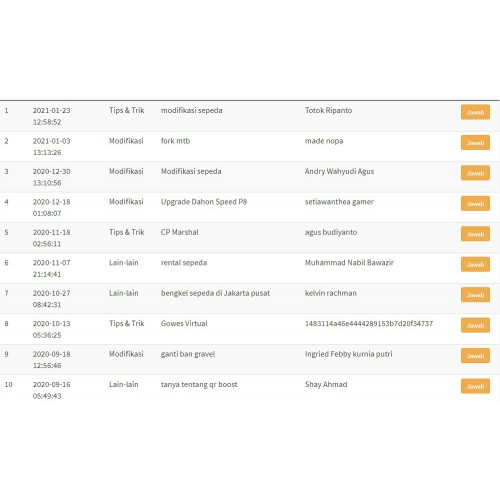 1 2021-01-23 Tips & Trik modifikasi sepeda Totok Ripanto Jawab
12:58:52
2 2021-01-03 Modifikasi fork mtb made nopa Jawab
13:13:26
3 2020-12-30 Modifikasi Modifikasi sepeda Andry Wahyudi Agus Jawab
13:10:56
4 2020-12-18 Modifikasi Upgrade Dahon Speed P8 setiawanthea gamer Jawab
01:08:07
5 2020-11-18 Tips & Trik CP Marshal agus budiyanto Jawab
02:56:11
6 2020-11-07 Lain-lain rental sepeda Muhammad Nabil Bawazir Jawab
21:14:41
7 2020-10-27 Lain-lain bengkel sepeda di Jakarta pusat kelvin rachman Jawab
08:42:31
8 2020-10-13 Tips & Trik Gowes Virtual 1483114a46e4444289153b7d20f34737 Jawab
05:36:25
9 2020-09-18 Modifikasi ganti ban gravel Ingried Febby kurnia putri Jawab
12:56:46
10 2020-09-16 Lain-lain tanya tentang qr boost Shay Ahmad Jawab
05:49:43